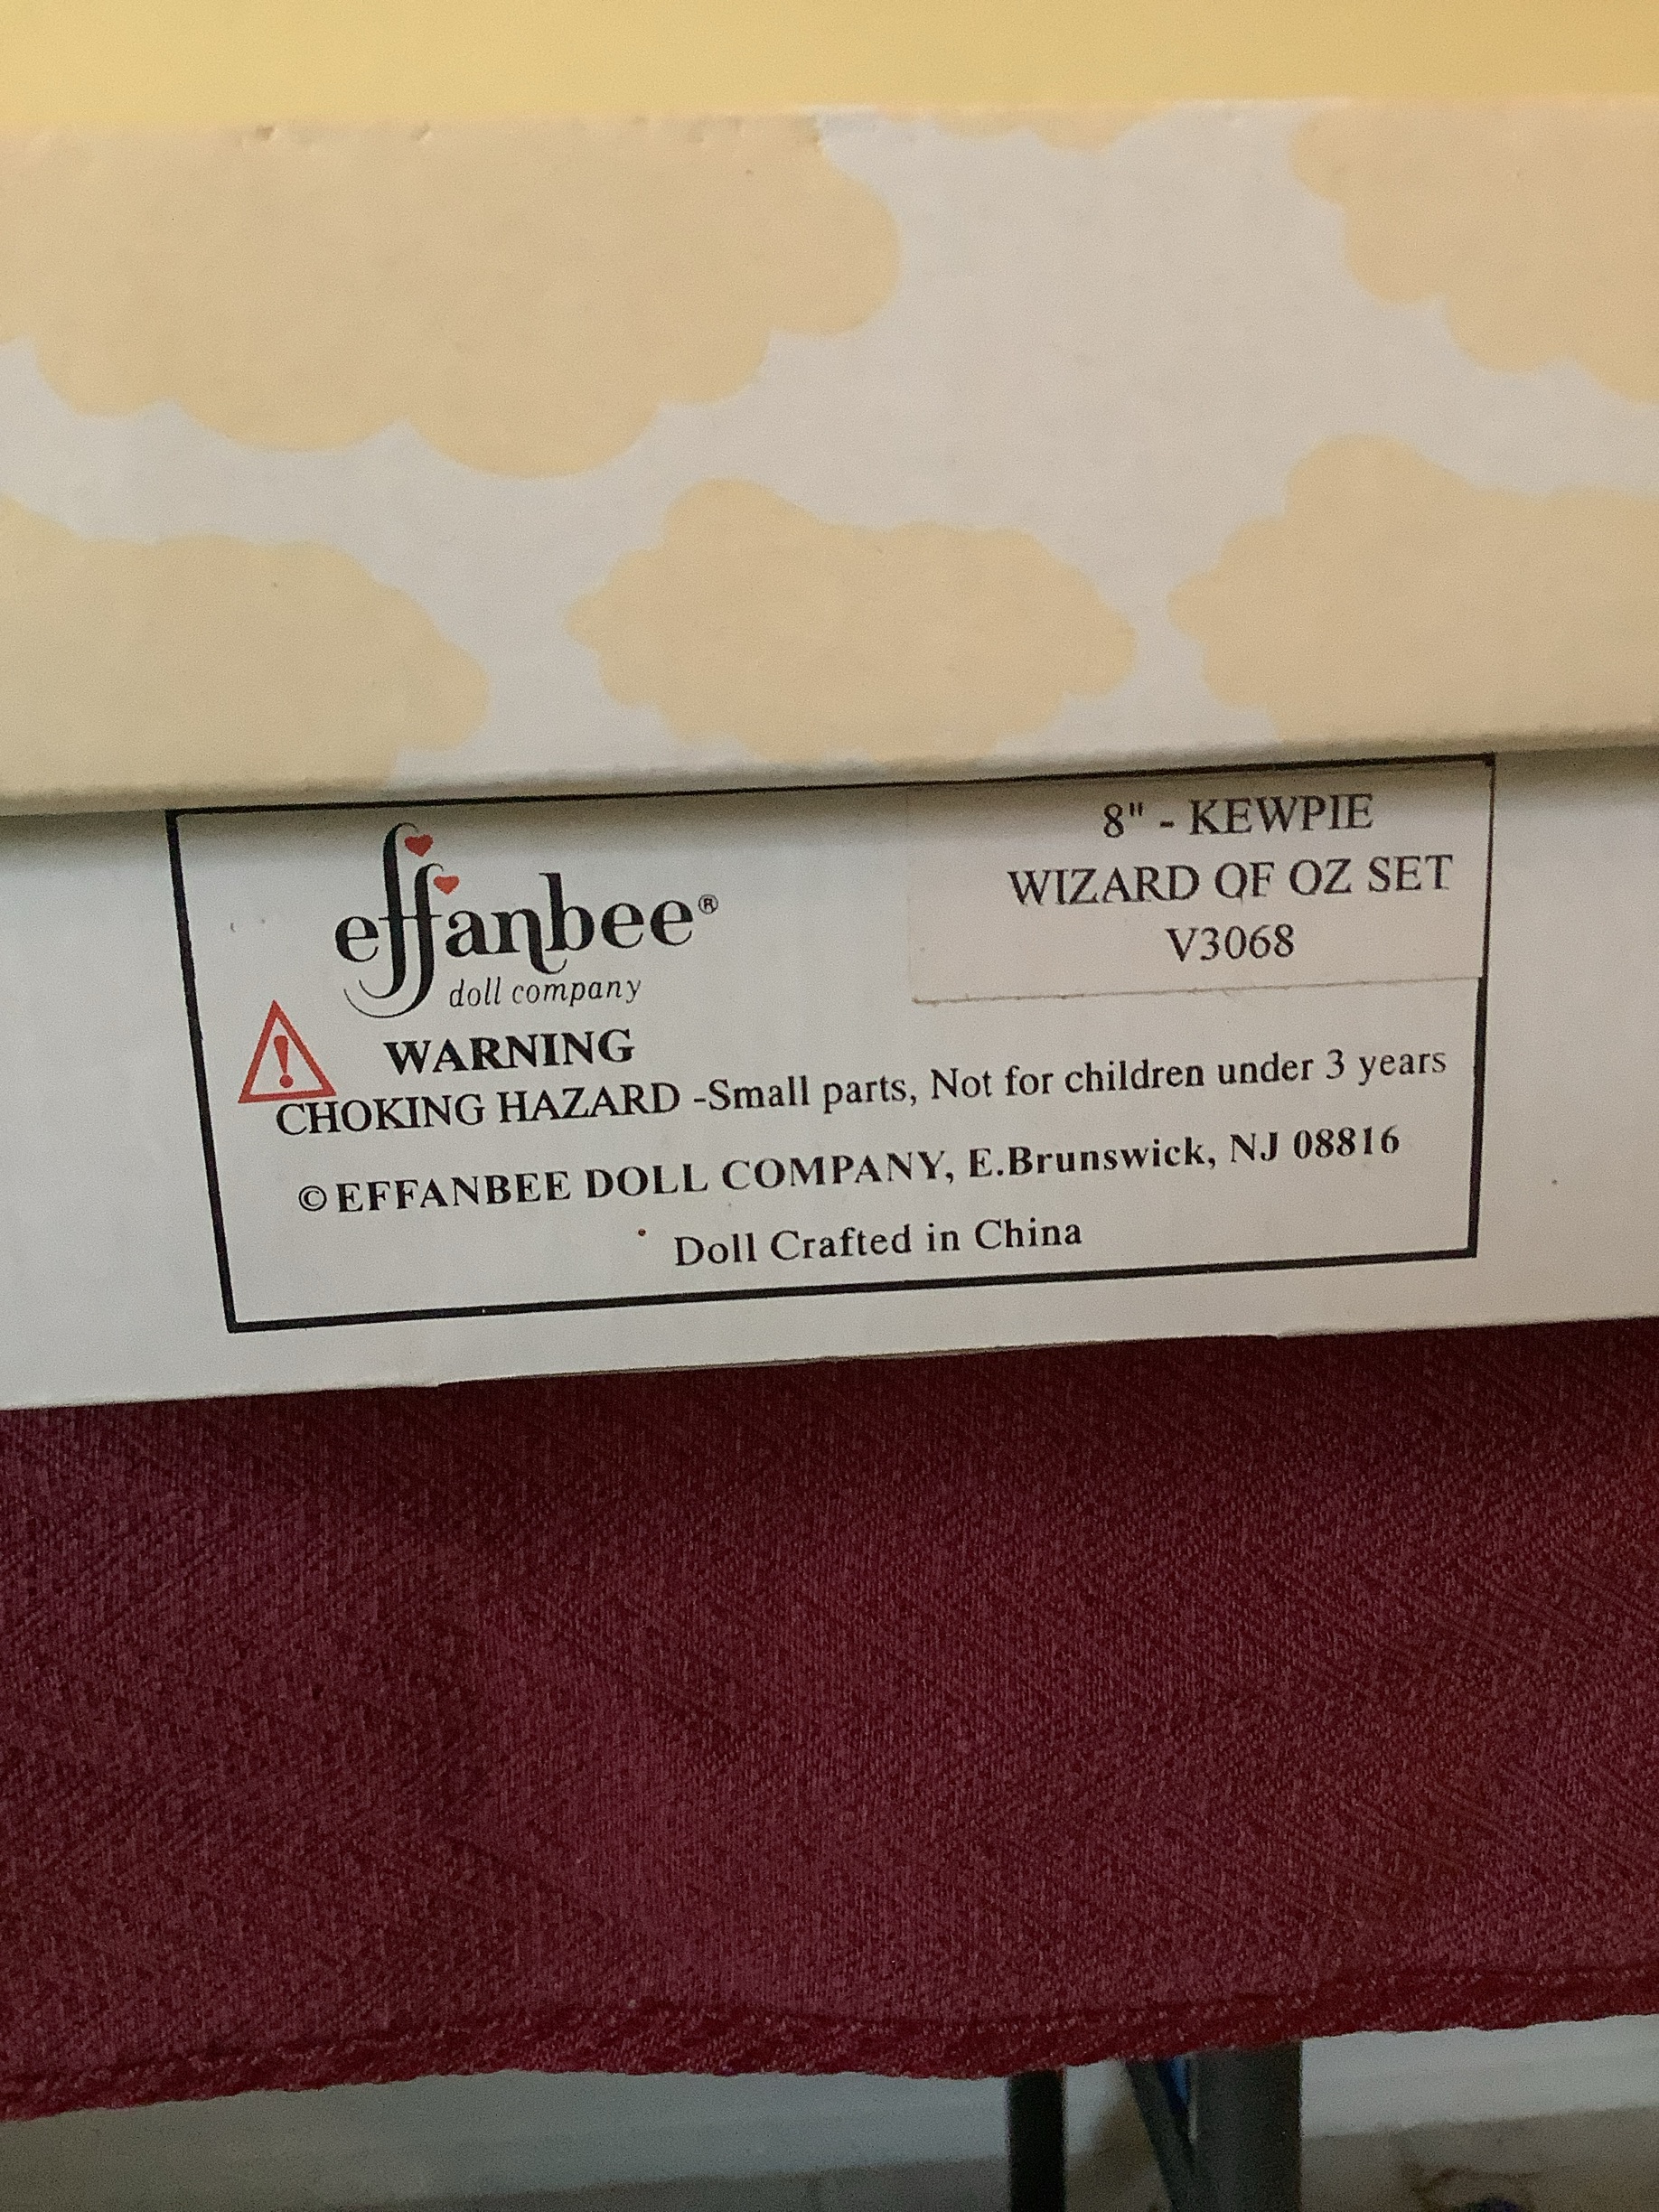 effanbee®
doll company
8" - KEWPIE
WIZARD OF OZ SET
V3068
WARNING
CHOKING HAZARD -Small parts, Not for children under 3 years
©EFFANBEE DOLL COMPANY, E.Brunswick, NJ 08816
Doll Crafted in China